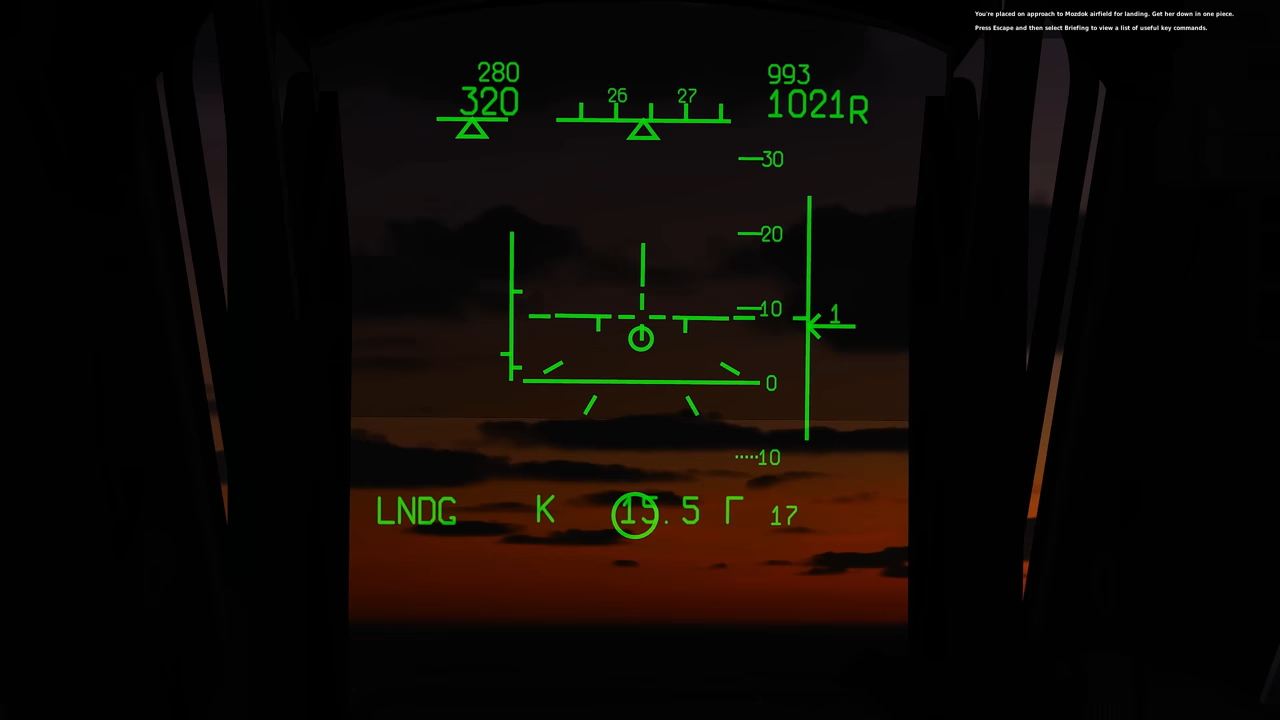 You're placed on approach to Mozdok airfield for landing. Get her down in one piece.
Press Escape and then select Briefing to view a list of useful key commands.
280
320
26 27
993
1021R
30
20
10
1
0
10
LNDG K 15.5 Г 17